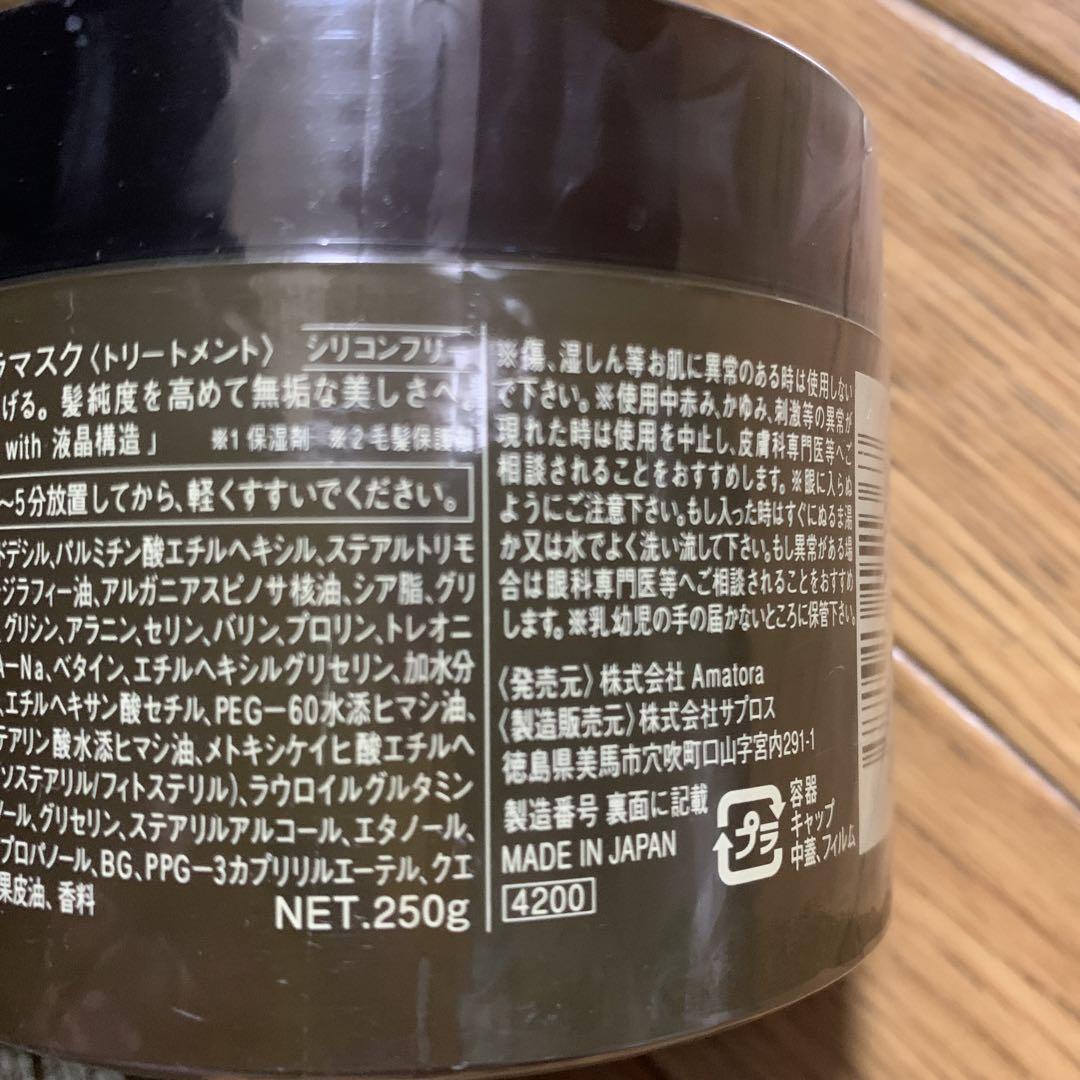 ラマスク〈トリートメント〉 シリコンフリー
げる。髪純度を高めて無垢な美しさへ。
with 液晶構造」 ※1 保湿剤 ※2 毛髪保護剤
〜5分放置してから、軽くすすいでください。
ドデシル、パルミチン酸エチルヘキシル、ステアルトリモ
ジラフィー油、アルガニアスピノサ核油、シア脂、グリ
グリシン、アラニン、セリン、バリン、プロリン、トレオニ
A-Na、ベタイン、エチルヘキシルグリセリン、加水分
、エチルヘキサン酸セチル、PEG-60水添ヒマシ油、
テアリン酸水添ヒマシ油、メトキシケイヒ酸エチルヘ
ソステアリル/フィトステリル)、ラウロイルグルタミン
ール、グリセリン、ステアリルアルコール、エタノール、
プロパノール、BG、PPG-3カプリリルエーテル、クエ
果皮油、香料
NET.250g
※傷、湿しん等お肌に異常のある時は使用しない
で下さい。※使用中赤み、かゆみ、刺激等の異常が
現れた時は使用を中止し、皮膚科専門医等へご
相談されることをおすすめします。※眼に入らぬ
ようにご注意下さい。もし入った時はすぐにぬるま湯
か又は水でよく洗い流して下さい。もし異常がある場
合は眼科専門医等へご相談されることをおすすめ
します。※乳幼児の手の届かないところに保管下さい。
〈発売元〉株式会社 Amatora
〈製造販売元〉株式会社サプロス
徳島県美馬市穴吹町口山字宮内291-1
製造番号 裏面に記載
MADE IN JAPAN
4200
プラ
容器
キャップ
中蓋、フィルム